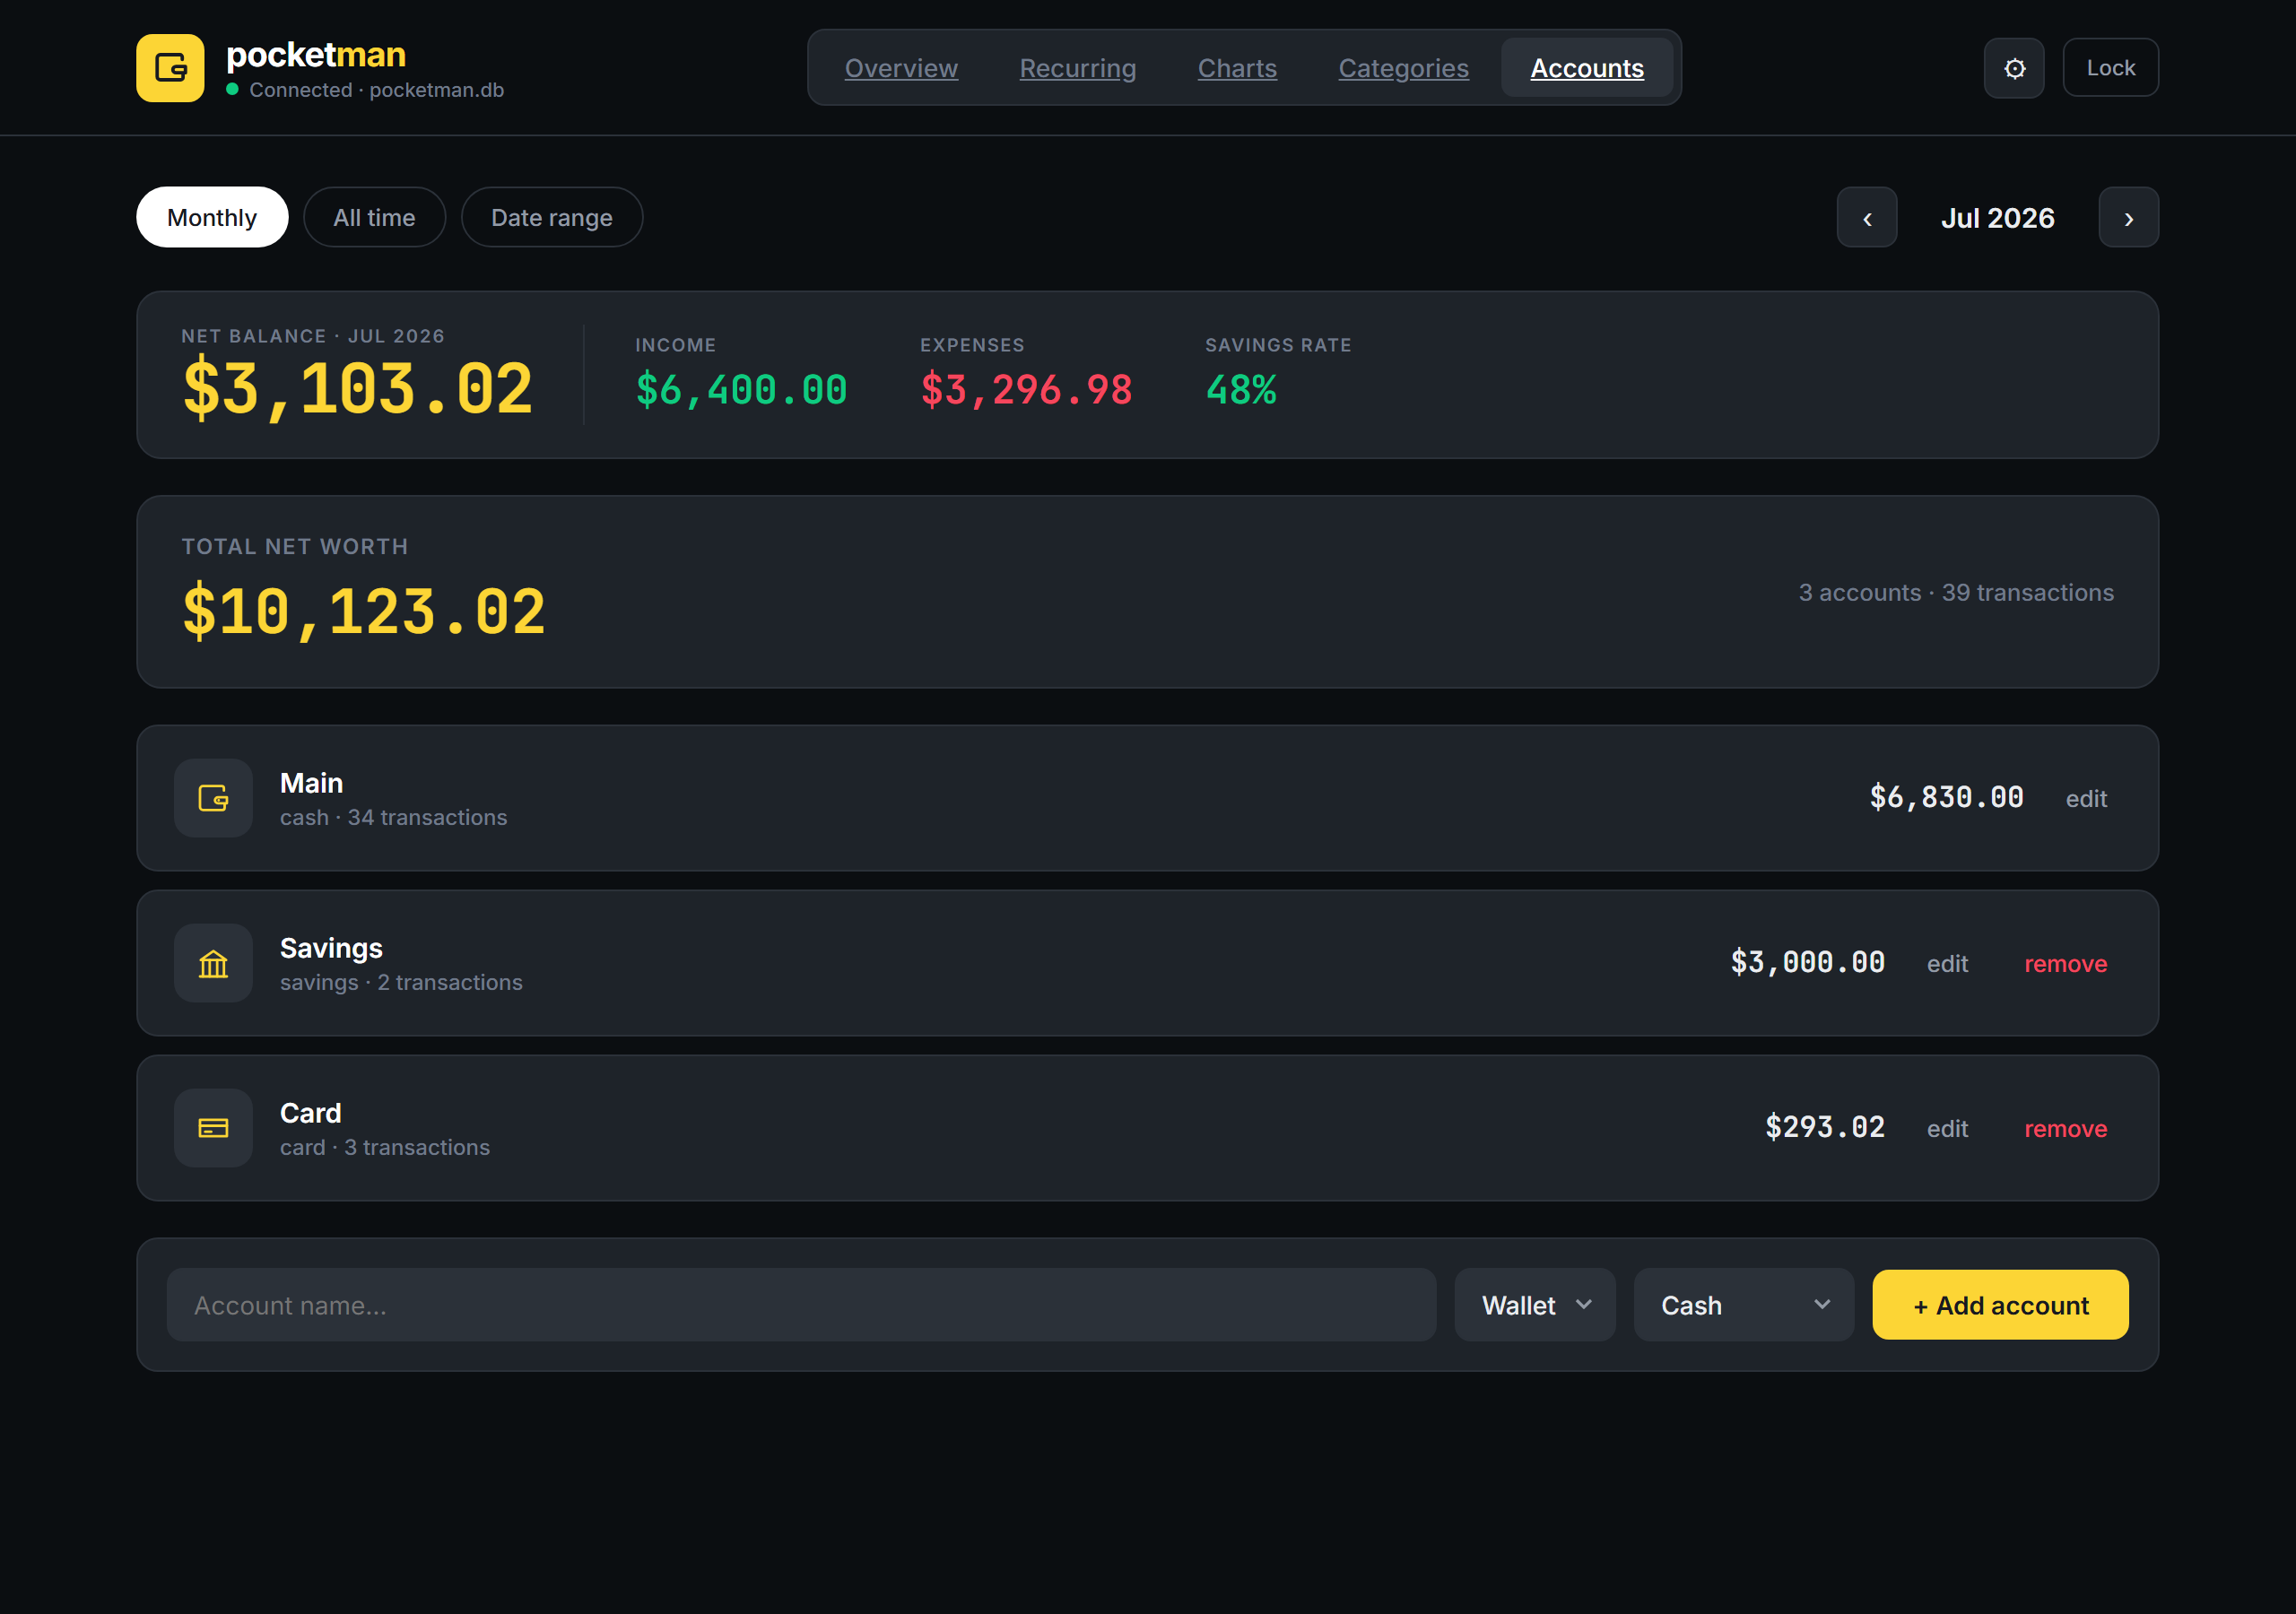 pocketman
Connected · pocketman.db
Overview Recurring Charts Categories Accounts
Lock
Monthly All time Date range
‹ Jul 2026 ›
NET BALANCE · JUL 2026
$3,103.02
INCOME
$6,400.00
EXPENSES
$3,296.98
SAVINGS RATE
48%
TOTAL NET WORTH
$10,123.02
3 accounts · 39 transactions
Main
cash · 34 transactions
$6,830.00 edit
Savings
savings · 2 transactions
$3,000.00 edit remove
Card
card · 3 transactions
$293.02 edit remove
Account name... Wallet Cash + Add account